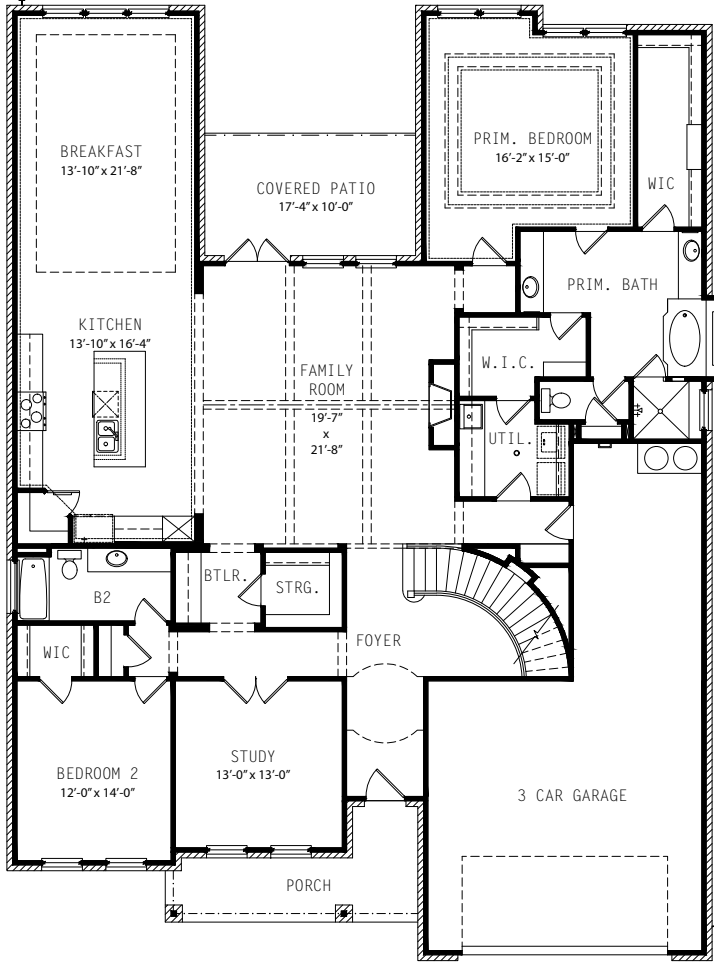 BREAKFAST
13'-10" x 21'-8"
COVERED PATIO
17'-4" x 10'-0"
PRIM. BEDROOM
16'-2" x 15'-0"
WIC
PRIM. BATH
KITCHEN
13'-10" x 16'-4"
FAMILY
ROOM
19'-7"
x
21'-8"
W.I.C.
UTIL.
BTLR.
STRG.
B2
WIC
FOYER
BEDROOM 2
12'-0" x 14'-0"
STUDY
13'-0" x 13'-0"
3 CAR GARAGE
PORCH